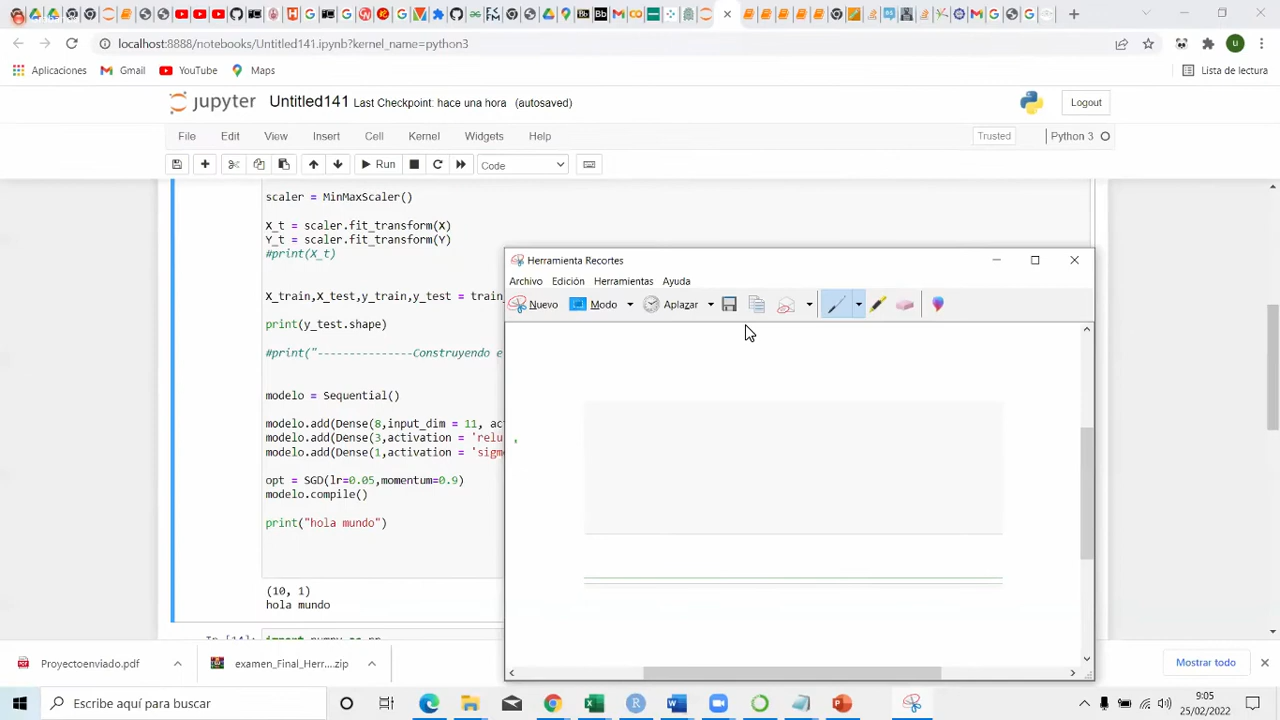 localhost:8888/notebooks/Untitled141.ipynb?kernel_name=python3
Aplicaciones Gmail YouTube Maps Lista de lectura
jupyter Untitled141 Last Checkpoint: hace una hora (autosaved) Logout
File Edit View Insert Cell Kernel Widgets Help Trusted Python 3
Run Code
scaler = MinMaxScaler()
X_t = scaler.fit_transform(X)
Y_t = scaler.fit_transform(Y)
#print(X_t)
X_train,X_test,y_train,y_test = train
print(y_test.shape)
#print("---------------Construyendo e
modelo = Sequential()
modelo.add(Dense(8,input_dim = 11, ac
modelo.add(Dense(3,activation = 'relu
modelo.add(Dense(1,activation = 'sigm
opt = SGD(lr=0.05,momentum=0.9)
modelo.compile()
print("hola mundo")
(10, 1)
hola mundo
In [14]: import numpy as np
Herramienta Recortes
Archivo Edición Herramientas Ayuda
Nuevo Modo Aplazar
Proyectoenviado.pdf examen_Final_Herr....zip Mostrar todo
Escribe aquí para buscar
9:05
25/02/2022